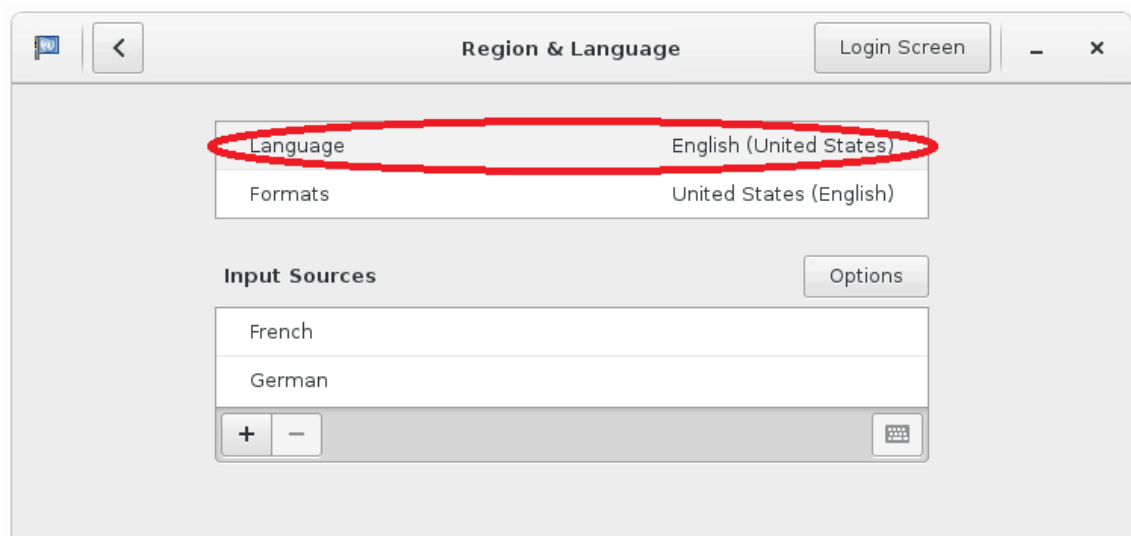 Region & Language
Login Screen
Language English (United States)
Formats United States (English)
Input Sources
Options
French
German